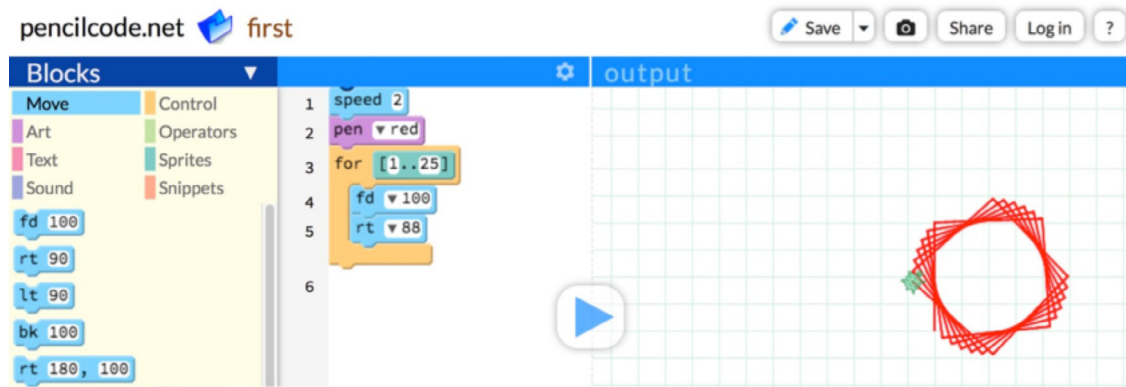 pencilcode.net first Save Share Log in ?
Blocks ▼ output
Move Control
Art Operators
Text Sprites
Sound Snippets
fd 100
rt 90
lt 90
bk 100
rt 180, 100
1 speed 2
2 pen ▼ red
3 for [1..25]
4 fd ▼ 100
5 rt ▼ 88
6